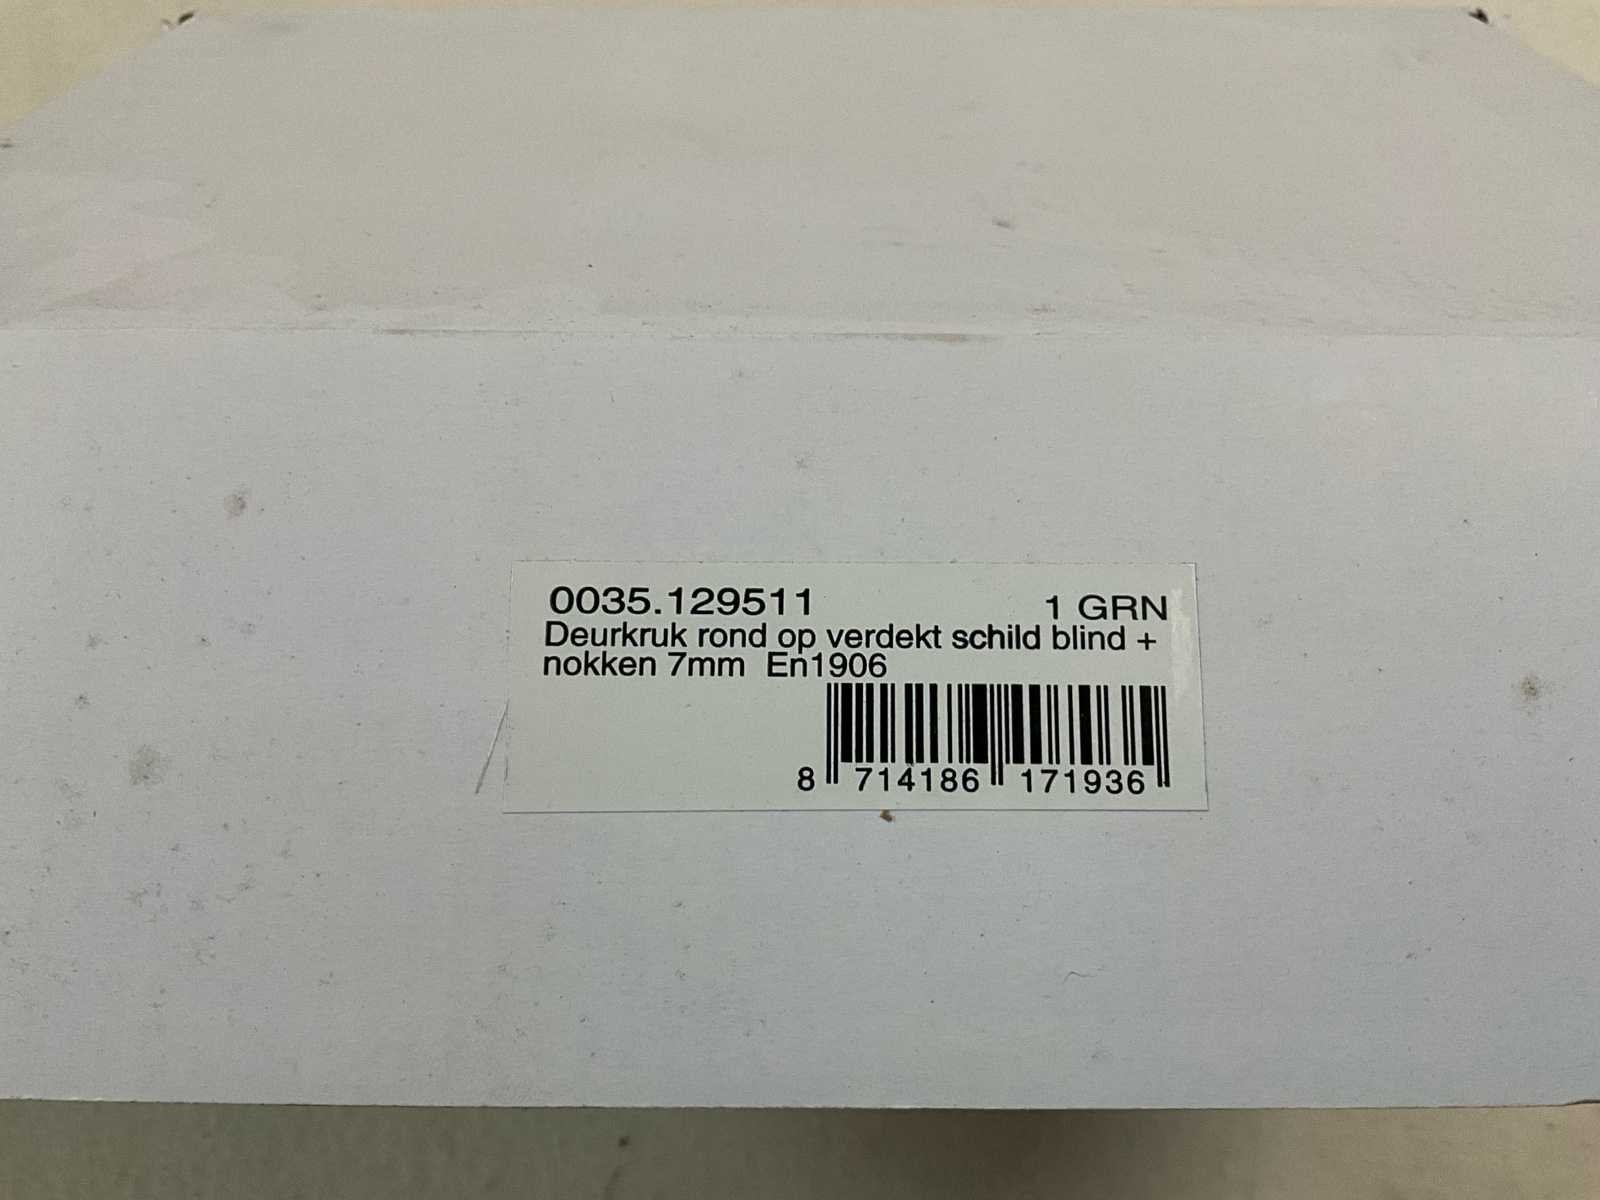 0035.129511 1 GRN
Deurkruk rond op verdekt schild blind +
nokken 7mm En1906
8 714186 171936